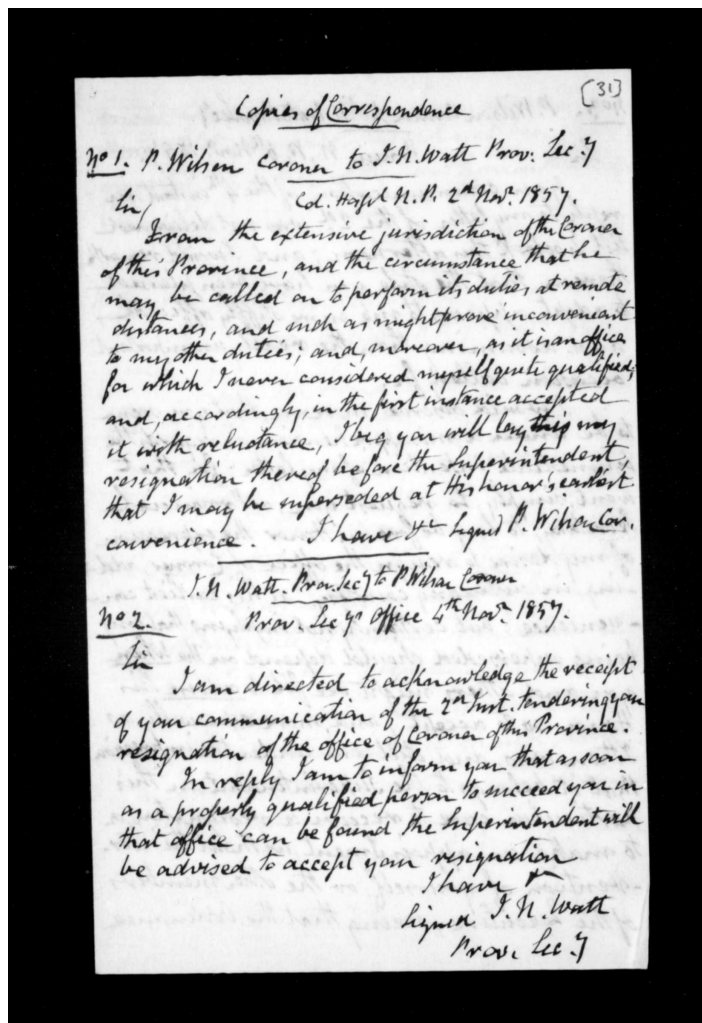 [31]
Copies of Correspondence
No 1. P. Wilson Coroner to I. N. Watt Prov: Sec.y
Col. Hospl N. P. 2nd Novr. 1857.
Sir/
From the extensive jurisdiction of the Coroner
of this Province, and the circumstance that he
may be called on to perform its duties at remote
distances, and such as might prove inconvenient
to my other duties; and, moreover, as it is an office
for which I never considered myself quite qualified;
and, accordingly, in the first instance accepted
it with reluctance, I beg you will lay this my
resignation thereof before the Superintendent,
that I may be superseded at His honor's earliest
convenience. I have &c Signed P. Wilson Cor.
I. N. Watt. Prov. Secy to P Wilson Coroner
No 2. Prov. Secys Office 4th Novr. 1857.
Sir
I am directed to acknowledge the receipt
of your communication of the 2nd Inst. tendering your
resignation of the office of Coroner of this Province.
In reply I am to inform you that as soon
as a properly qualified person to succeed you in
that office can be found the Superintendent will
be advised to accept your resignation
I have &c
Signed I. N. Watt
Prov. Sec.y